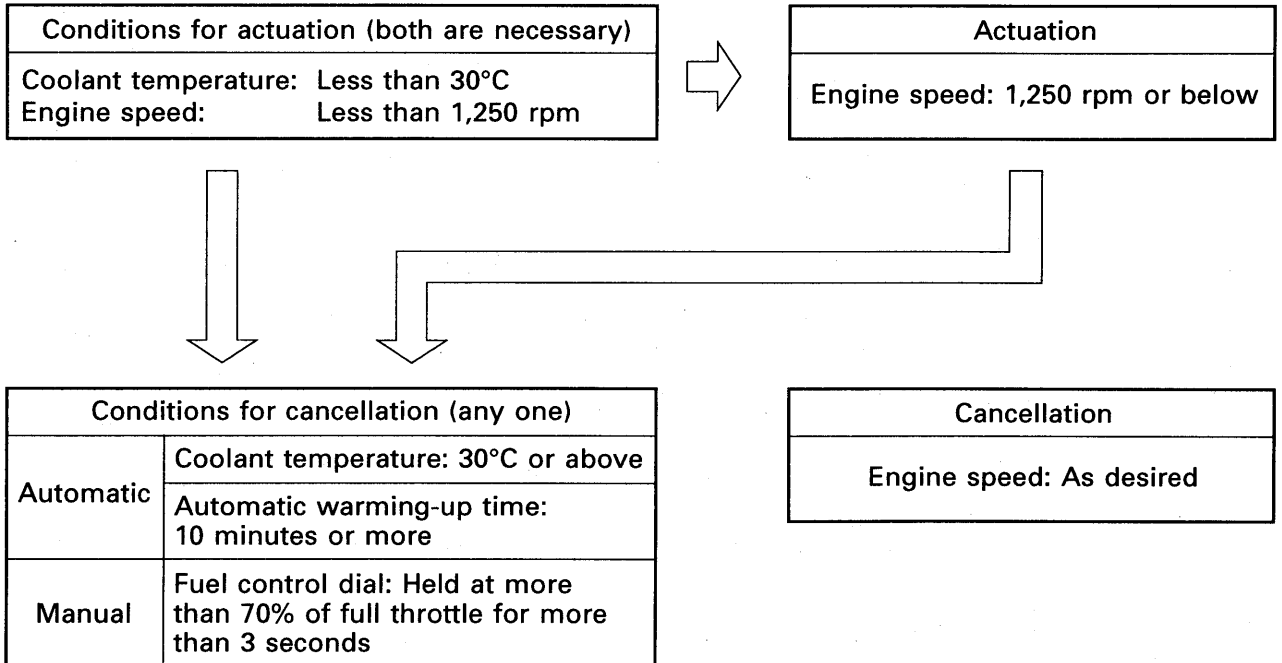 Conditions for actuation (both are necessary)
Coolant temperature: Less than 30°C
Engine speed: Less than 1,250 rpm
Actuation
Engine speed: 1,250 rpm or below
Conditions for cancellation (any one)
Automatic
Coolant temperature: 30°C or above
Automatic warming-up time:
10 minutes or more
Manual
Fuel control dial: Held at more
than 70% of full throttle for more
than 3 seconds
Cancellation
Engine speed: As desired